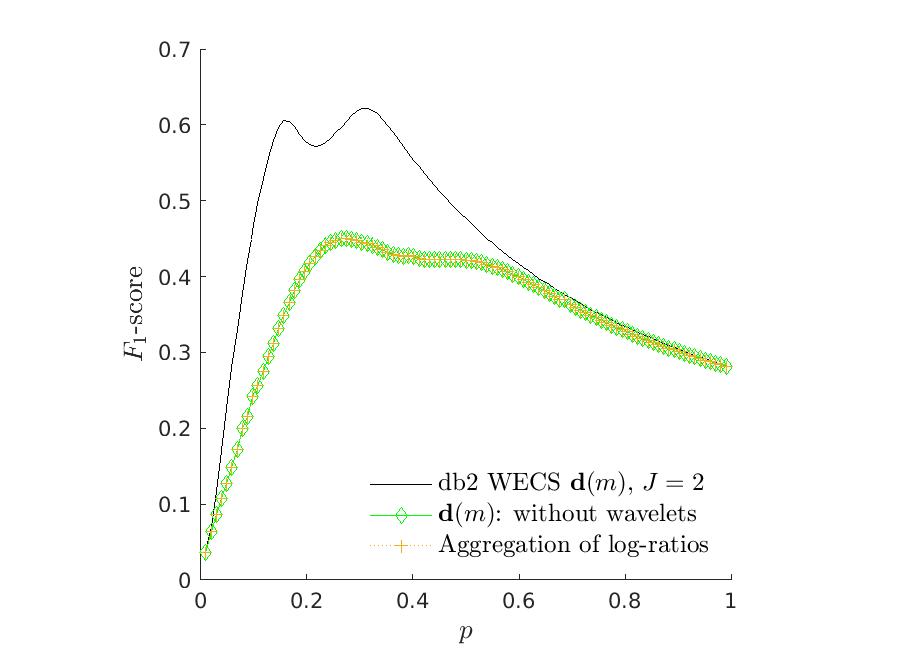 0.7
0.6
0.5
0.4
0.3
0.2
0.1
0
F₁-score
db2 WECS d(m), J = 2
d(m): without wavelets
Aggregation of log-ratios
0 0.2 0.4 0.6 0.8 1
p